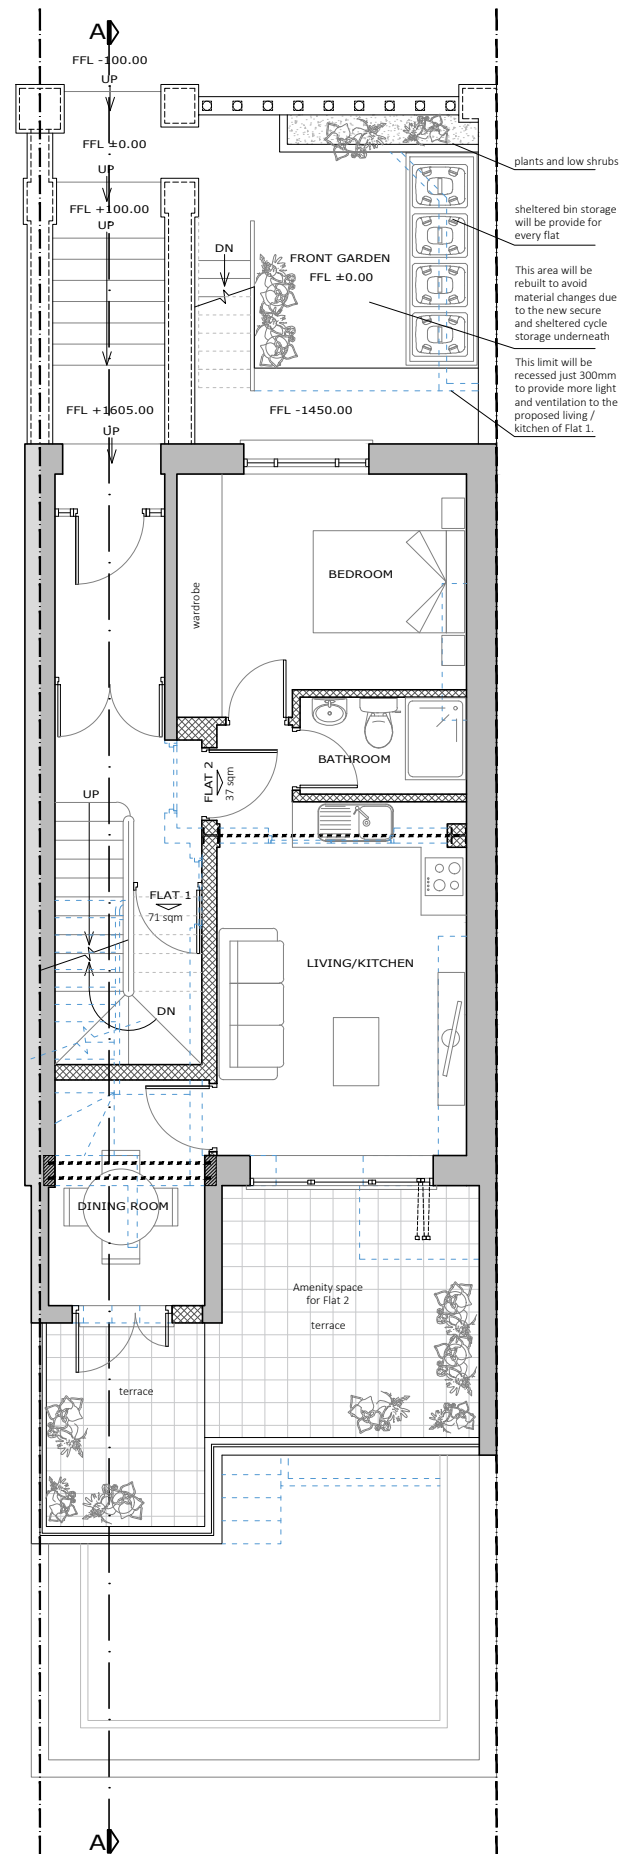 A
FFL -100.00
UP
FFL ±0.00
UP
FFL +100.00
UP
DN
FRONT GARDEN
FFL ±0.00
plants and low shrubs
sheltered bin storage
will be provide for
every flat
This area will be
rebuilt to avoid
material changes due
to the new secure
and sheltered cycle
storage underneath
This limit will be
recessed just 300mm
to provide more light
and ventilation to the
proposed living /
kitchen of Flat 1.
FFL +1605.00
FFL -1450.00
UP
BEDROOM
wardrobe
BATHROOM
FLAT 2
37 sqm
UP
FLAT 1
71 sqm
LIVING/KITCHEN
DN
DINING ROOM
Amenity space
for Flat 2
terrace
terrace
A